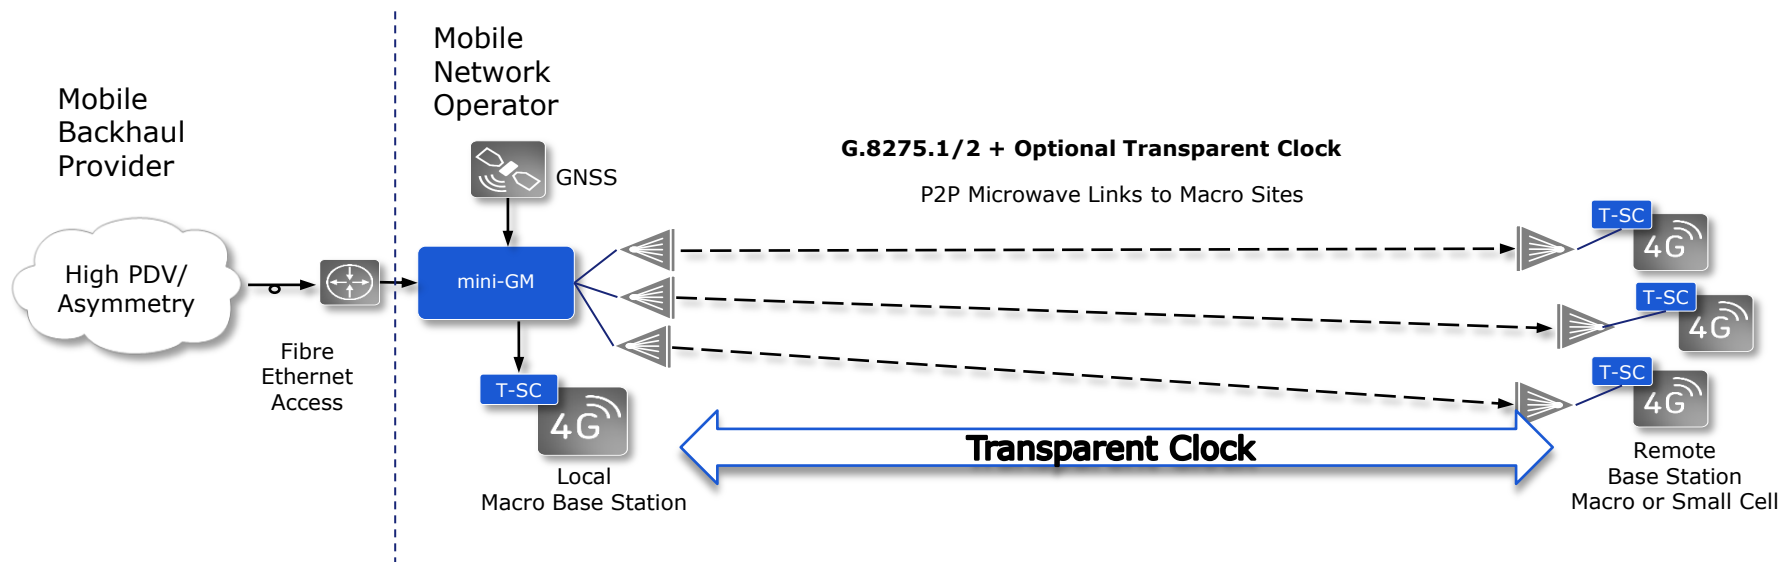 Mobile
Backhaul
Provider
Mobile
Network
Operator
GNSS
High PDV/
Asymmetry
Fibre
Ethernet
Access
mini-GM
T-SC
4G
Local
Macro Base Station
G.8275.1/2 + Optional Transparent Clock
P2P Microwave Links to Macro Sites
T-SC
4G
T-SC
4G
T-SC
4G
Transparent Clock
Remote
Base Station
Macro or Small Cell